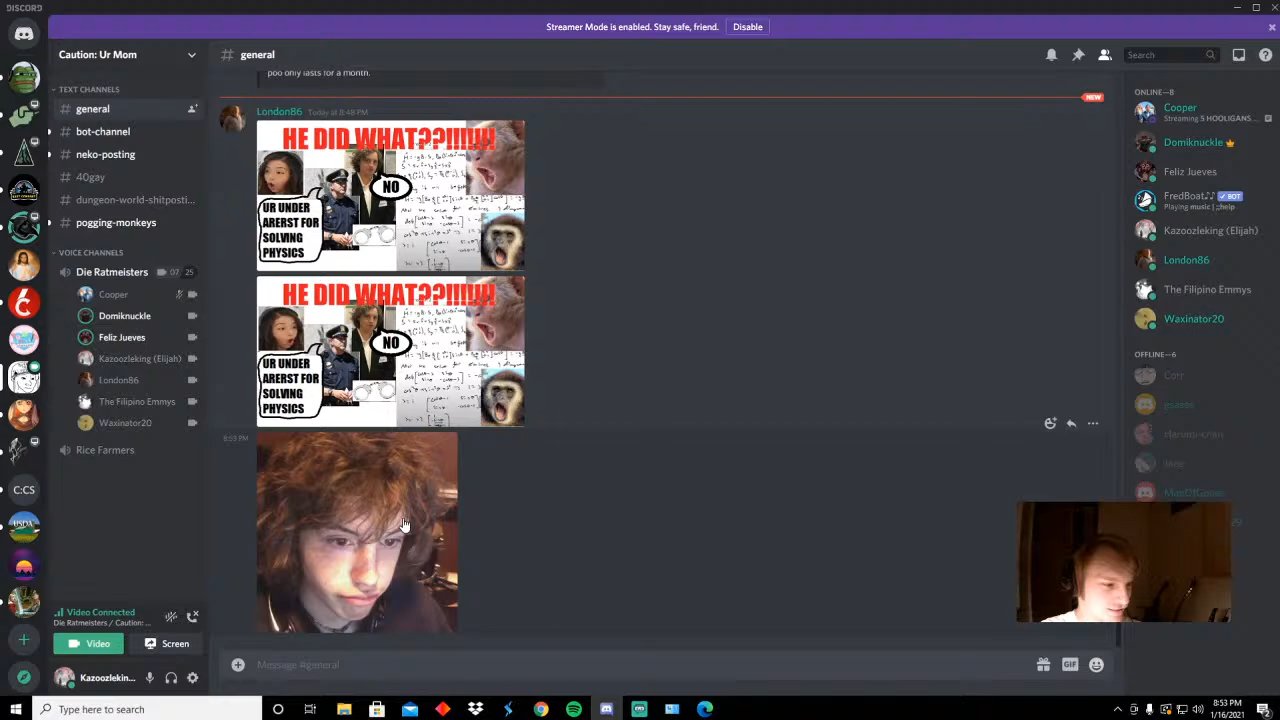 DISCORD
Streamer Mode is enabled. Stay safe, friend.
Disable
Caution: Ur Mom
general
Search
TEXT CHANNELS
general
bot-channel
neko-posting
40gay
dungeon-world-shitposti...
pogging-monkeys
VOICE CHANNELS
Die Ratmeisters
07 25
Cooper
Domiknuckle
Feliz Jueves
Kazoozleking (Elijah)
London86
The Filipino Emmys
Waxinator20
Rice Farmers
C:CS
USDA
Video Connected
Die Ratmeisters / Caution: ...
Video
Screen
Kazoozlekin...
poo only lasts for a month.
NEW
London86 Today at 8:48 PM
HE DID WHAT??!!!!!!!
NO
UR UNDER
ARERST FOR
SOLVING
PHYSICS
HE DID WHAT??!!!!!!!
NO
UR UNDER
ARERST FOR
SOLVING
PHYSICS
8:53 PM
Message #general
GIF
ONLINE—8
Cooper
Streaming 5 HOOLIGANS...
Domiknuckle
Feliz Jueves
FredBoat♪♪ BOT
Playing music | ;;help
Kazoozleking (Elijah)
London86
The Filipino Emmys
Waxinator20
OFFLINE—6
Corr
Type here to search
8:53 PM
1/16/2021